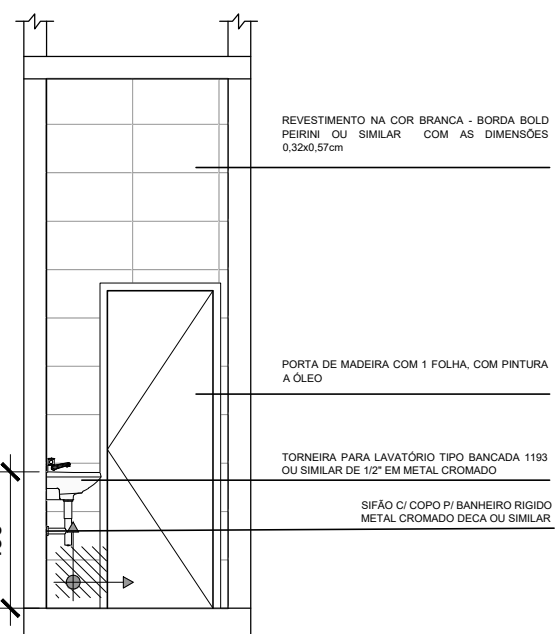 REVESTIMENTO NA COR BRANCA - BORDA BOLD
PEIRINI OU SIMILAR COM AS DIMENSÕES
0,32x0,57cm
PORTA DE MADEIRA COM 1 FOLHA, COM PINTURA
A ÓLEO
TORNEIRA PARA LAVATÓRIO TIPO BANCADA 1193
OU SIMILAR DE 1/2" EM METAL CROMADO
SIFÃO C/ COPO P/ BANHEIRO RIGIDO
METAL CROMADO DECA OU SIMILAR